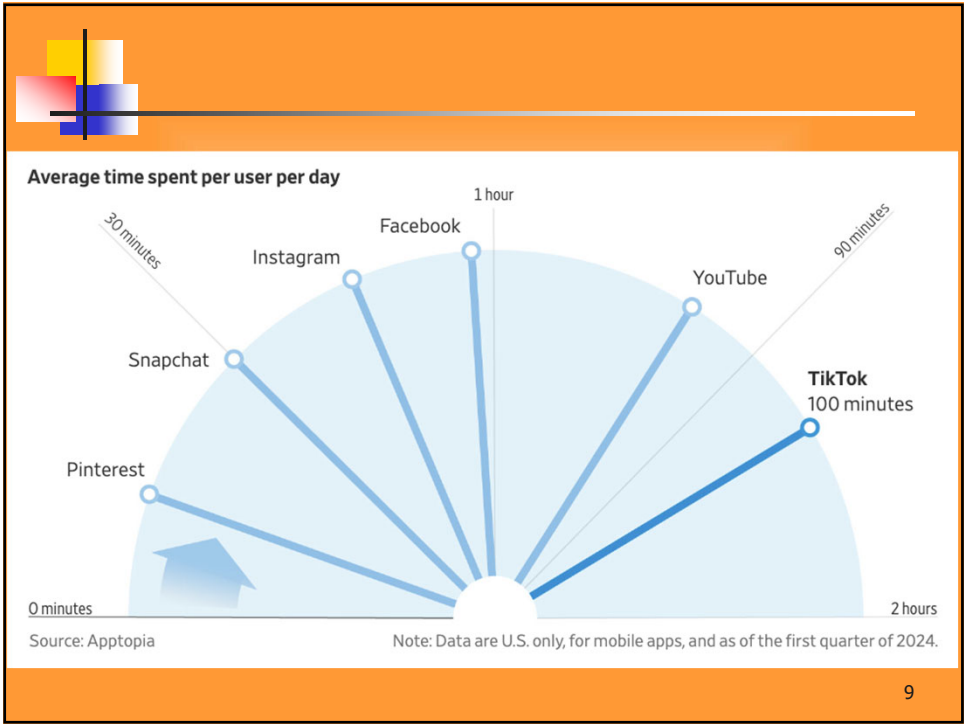 Average time spent per user per day
1 hour
30 minutes
90 minutes
Facebook
Instagram
YouTube
Snapchat
TikTok
100 minutes
Pinterest
0 minutes
2 hours
Source: Apptopia
Note: Data are U.S. only, for mobile apps, and as of the first quarter of 2024.
9